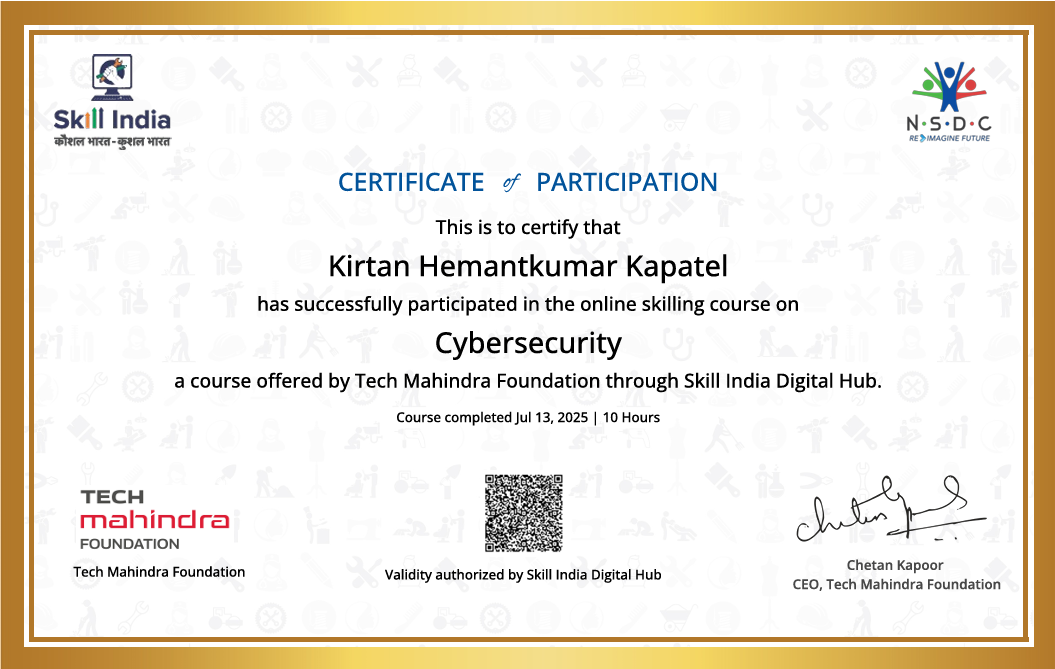 Skill India
कौशल भारत-कुशल भारत
N·S·D·C
RE IMAGINE FUTURE
CERTIFICATE of PARTICIPATION
This is to certify that
Kirtan Hemantkumar Kapatel
has successfully participated in the online skilling course on
Cybersecurity
a course offered by Tech Mahindra Foundation through Skill India Digital Hub.
Course completed Jul 13, 2025 | 10 Hours
TECH
mahindra
FOUNDATION
Tech Mahindra Foundation
Validity authorized by Skill India Digital Hub
Chetan Kapoor
CEO, Tech Mahindra Foundation